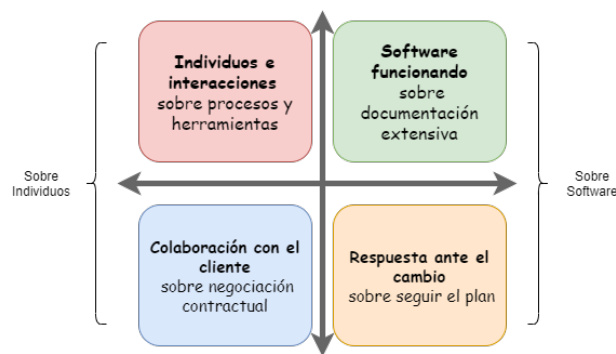 Individuos e
interacciones
sobre procesos y
herramientas
Software
funcionando
sobre
documentación
extensiva
Sobre
Individuos
Sobre
Software
Colaboración con el
cliente
sobre negociación
contractual
Respuesta ante el
cambio
sobre seguir el plan